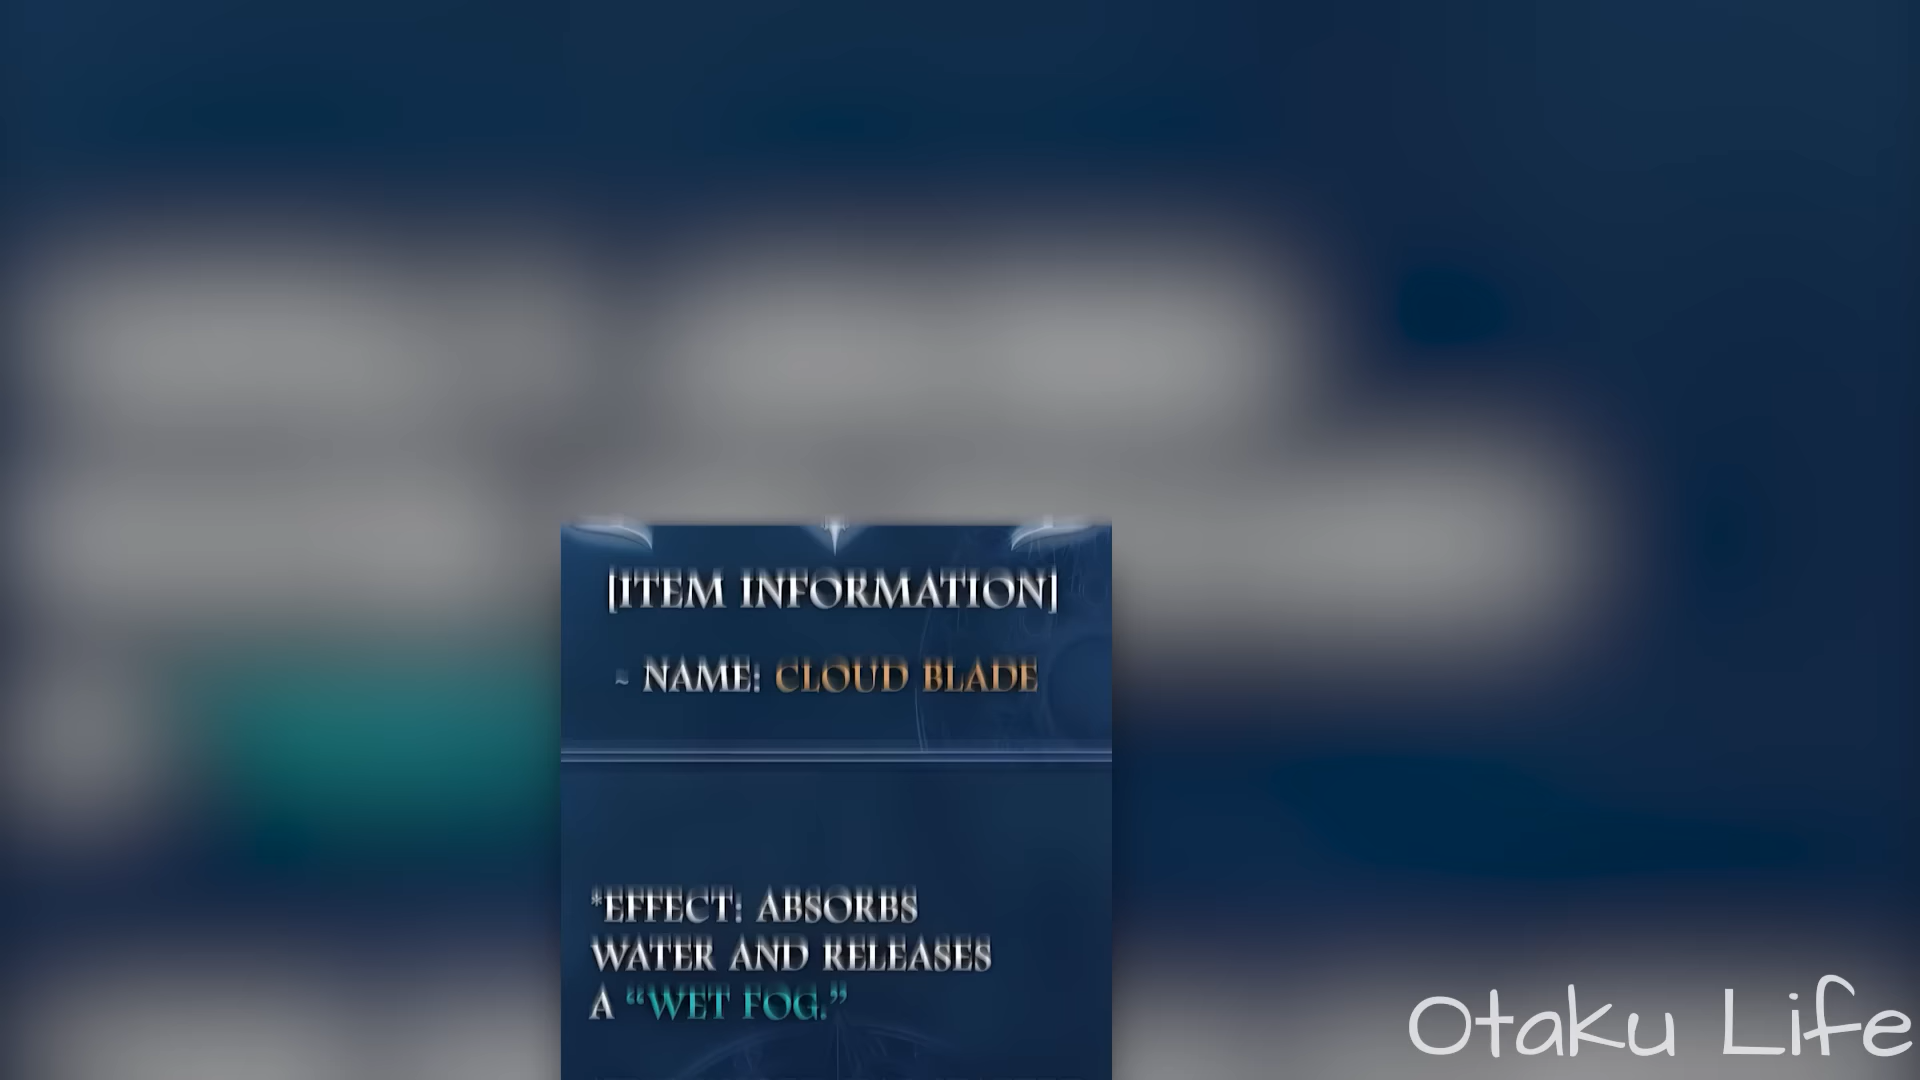 [ITEM INFORMATION]
~ NAME: CLOUD BLADE
*EFFECT: ABSORBS
WATER AND RELEASES
A “WET FOG.”
Otaku Life